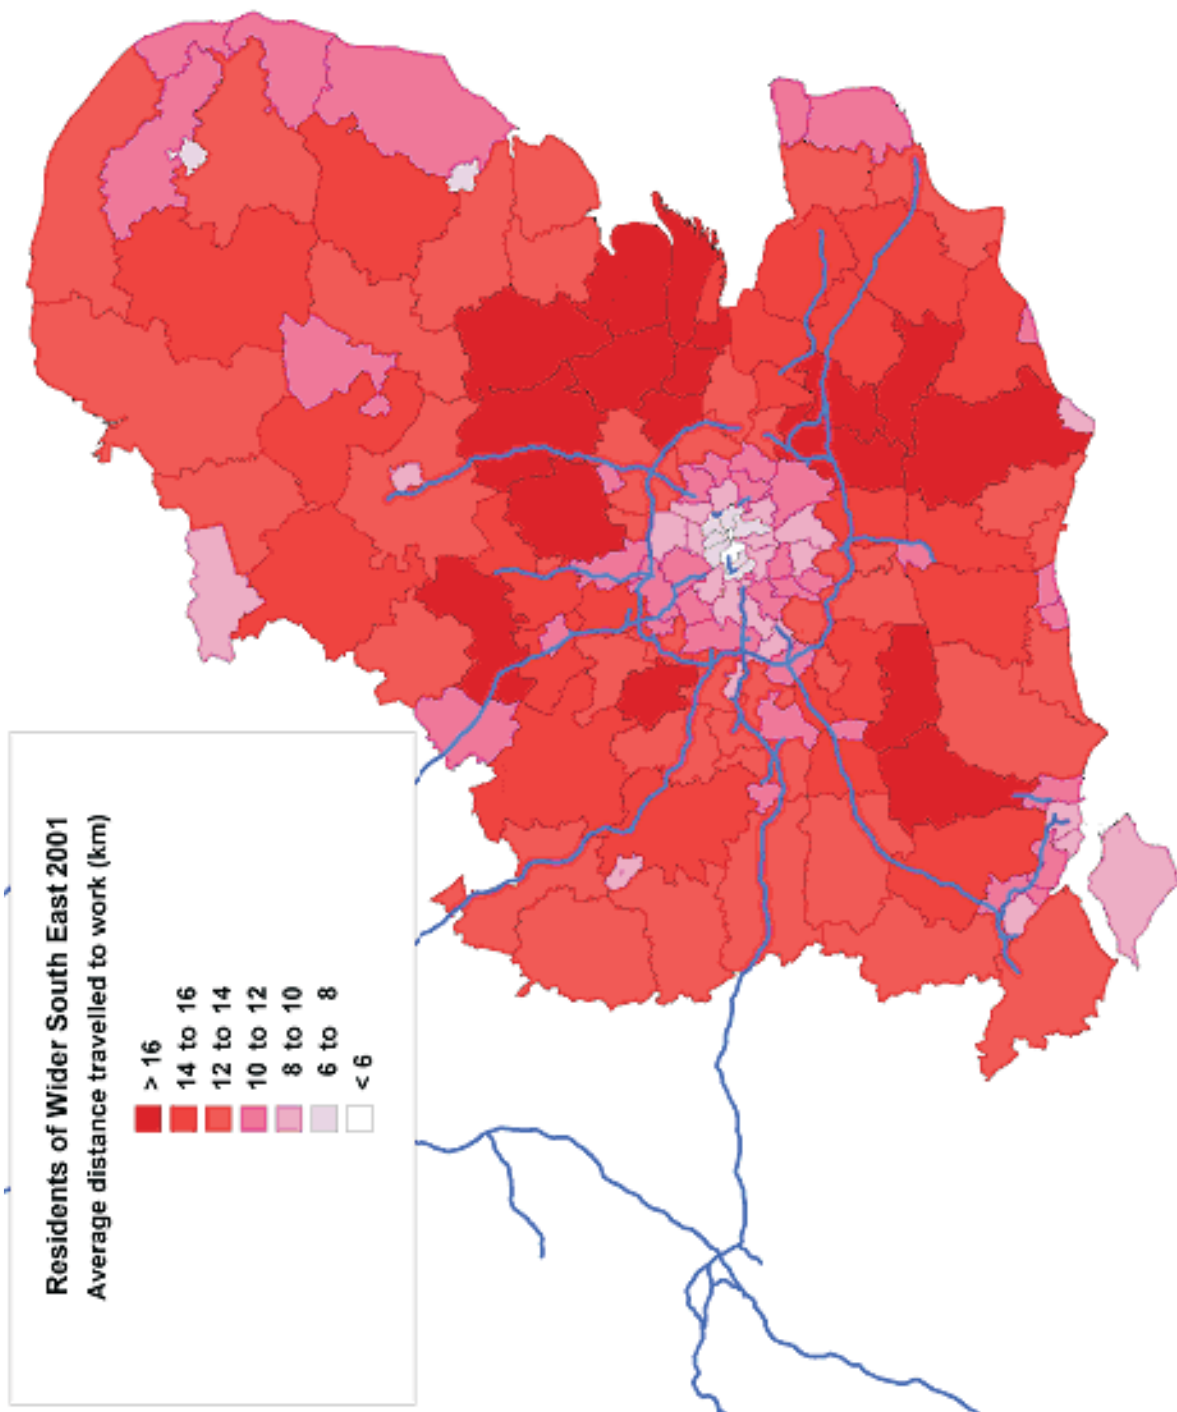 Residents of Wider South East 2001
Average distance travelled to work (km)
> 16
14 to 16
12 to 14
10 to 12
8 to 10
6 to 8
< 6